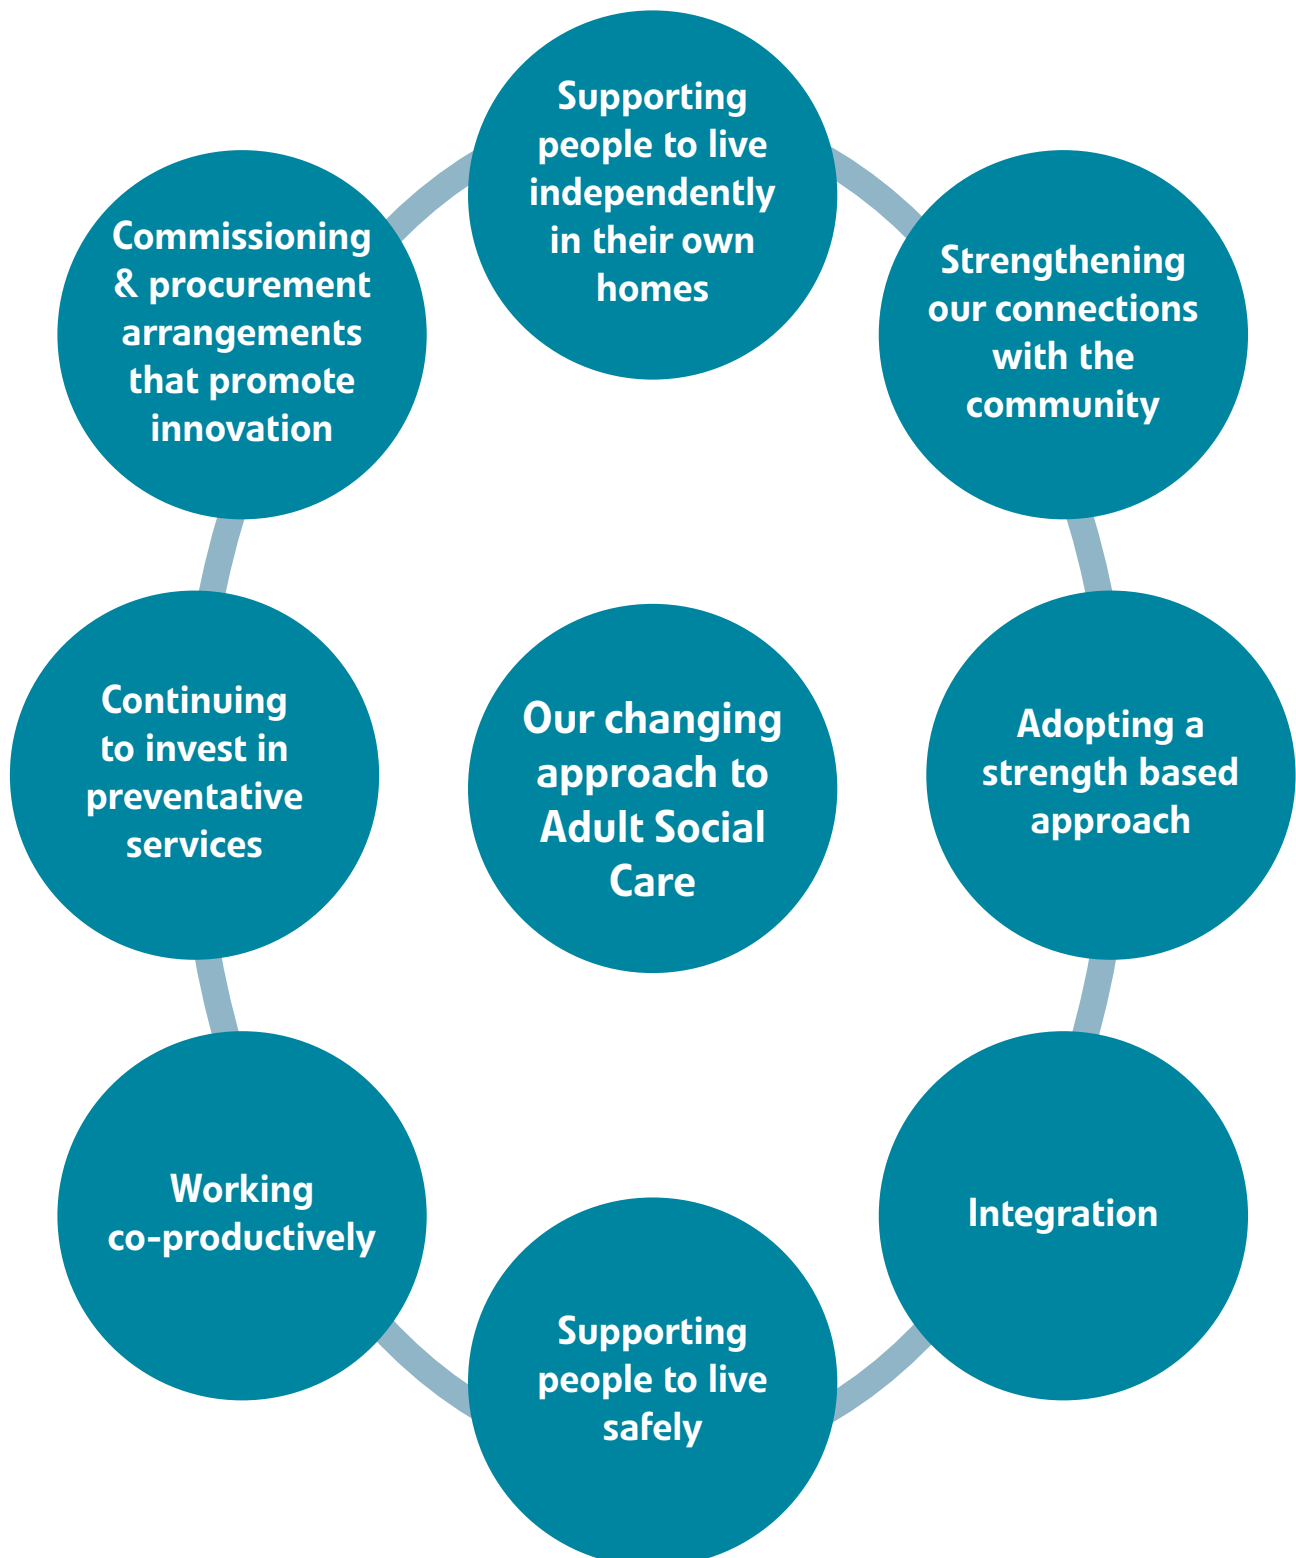 Supporting
people to live
independently
in their own
homes
Strengthening
our connections
with the
community
Adopting a
strength based
approach
Integration
Supporting
people to live
safely
Working
co-productively
Continuing
to invest in
preventative
services
Commissioning
& procurement
arrangements
that promote
innovation
Our changing
approach to
Adult Social
Care